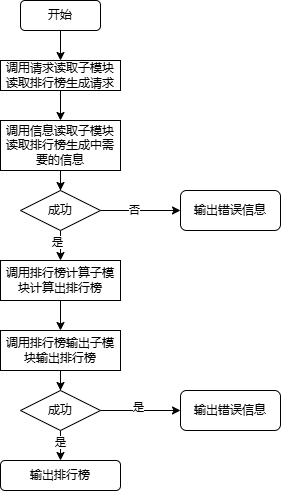 开始
调用请求读取子模块
读取排行榜生成请求
调用信息读取子模块
读取排行榜生成中需
要的信息
成功
否
输出错误信息
是
调用排行榜计算子模
块计算出排行榜
调用排行榜输出子模
块输出排行榜
成功
是
输出错误信息
是
输出排行榜